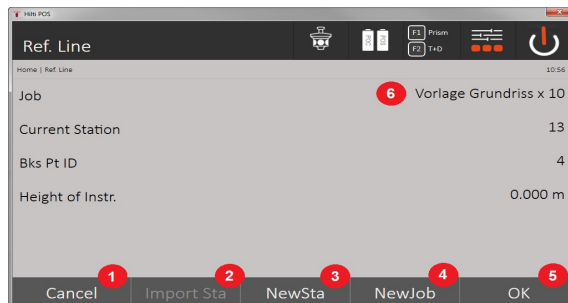 Hilti POS
Ref. Line
POC
POS
F1 Prism
F2 T+D
Home | Ref. Line
10:56
Job
6
Vorlage Grundriss x 10
Current Station
13
Bks Pt ID
4
Height of Instr.
0.000 m
1
2
3
4
5
Cancel
Import Sta
NewSta
NewJob
OK